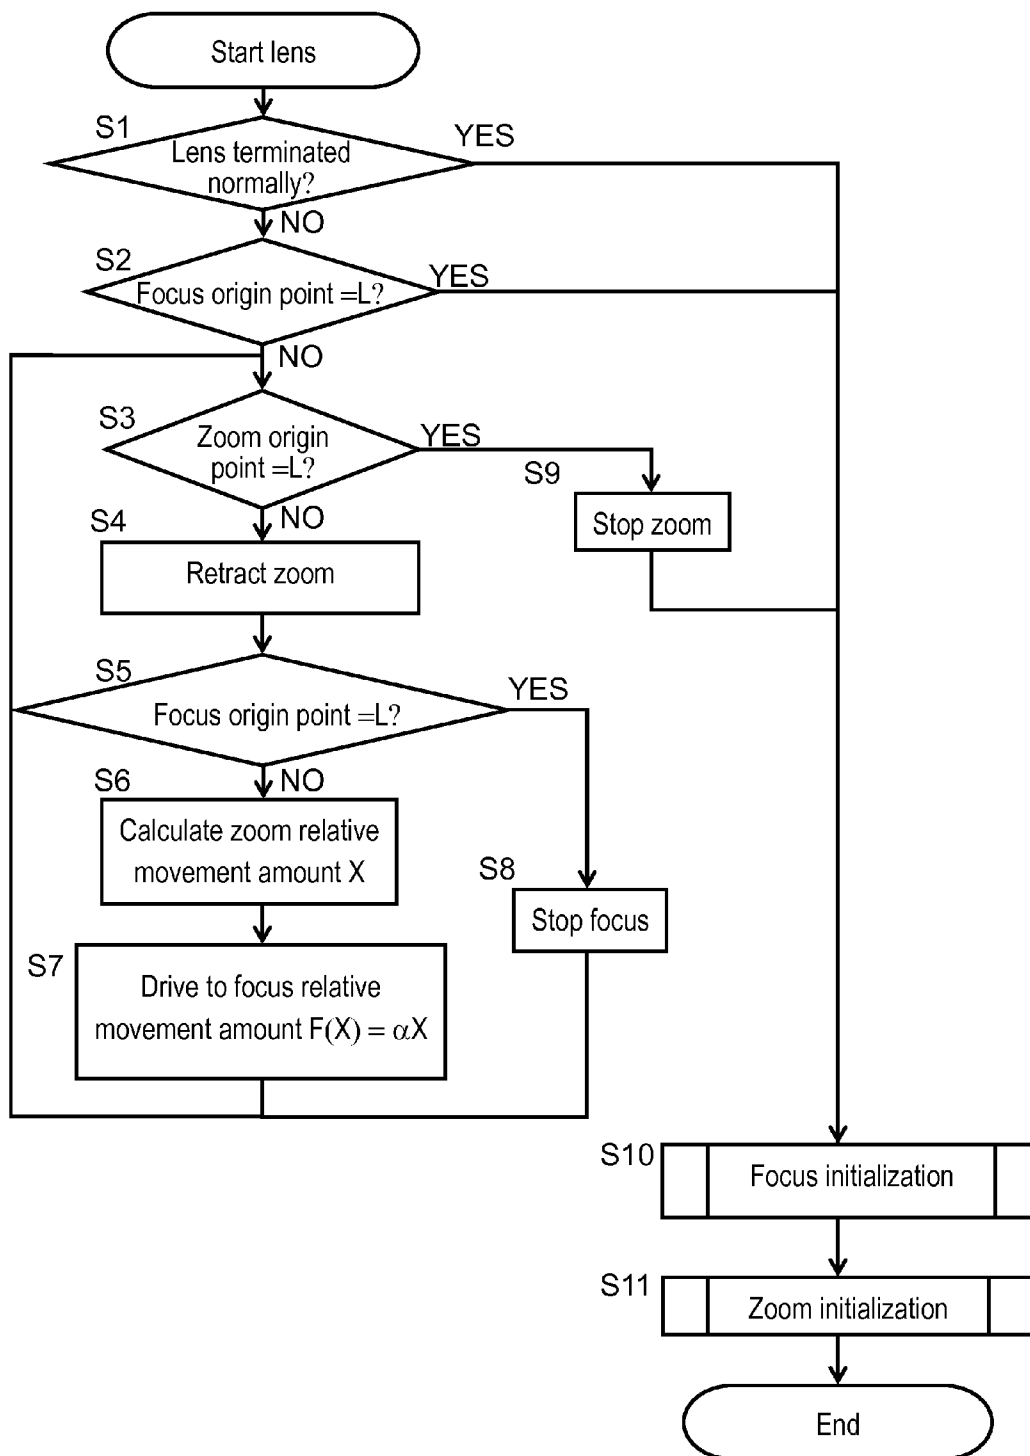 Start lens
S1
YES
Lens terminated
normally?
NO
S2
YES
Focus origin point =L?
NO
S3
YES
Zoom origin
point =L?
S9
Stop zoom
NO
S4
Retract zoom
S5
YES
Focus origin point =L?
NO
S6
Calculate zoom relative
movement amount X
S8
Stop focus
S7
Drive to focus relative
movement amount F(X) = αX
S10
Focus initialization
S11
Zoom initialization
End